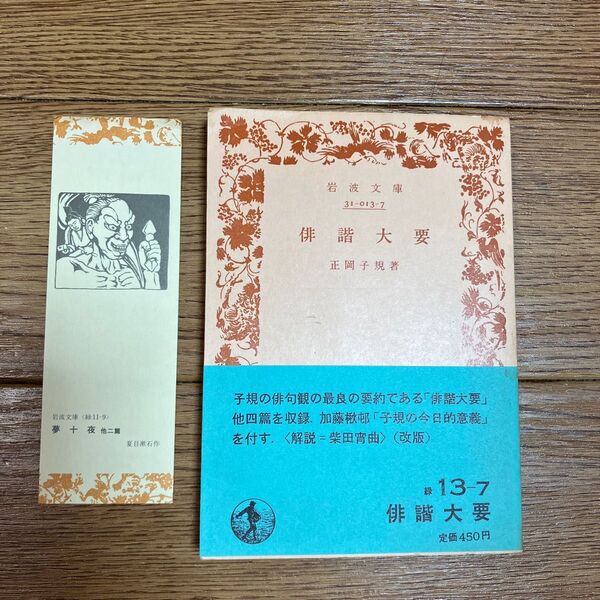 岩波文庫〈緑11-9〉
夢十夜 他二篇
夏目漱石作
岩波文庫
31-013-7
俳諧大要
正岡子規著
子規の俳句観の最良の要約である「俳諧大要」
他四篇を収録．加藤楸邨「子規の今日的意義」
を付す．〈解説＝柴田宵曲〉（改版）
緑 13-7
俳諧大要
定価450円